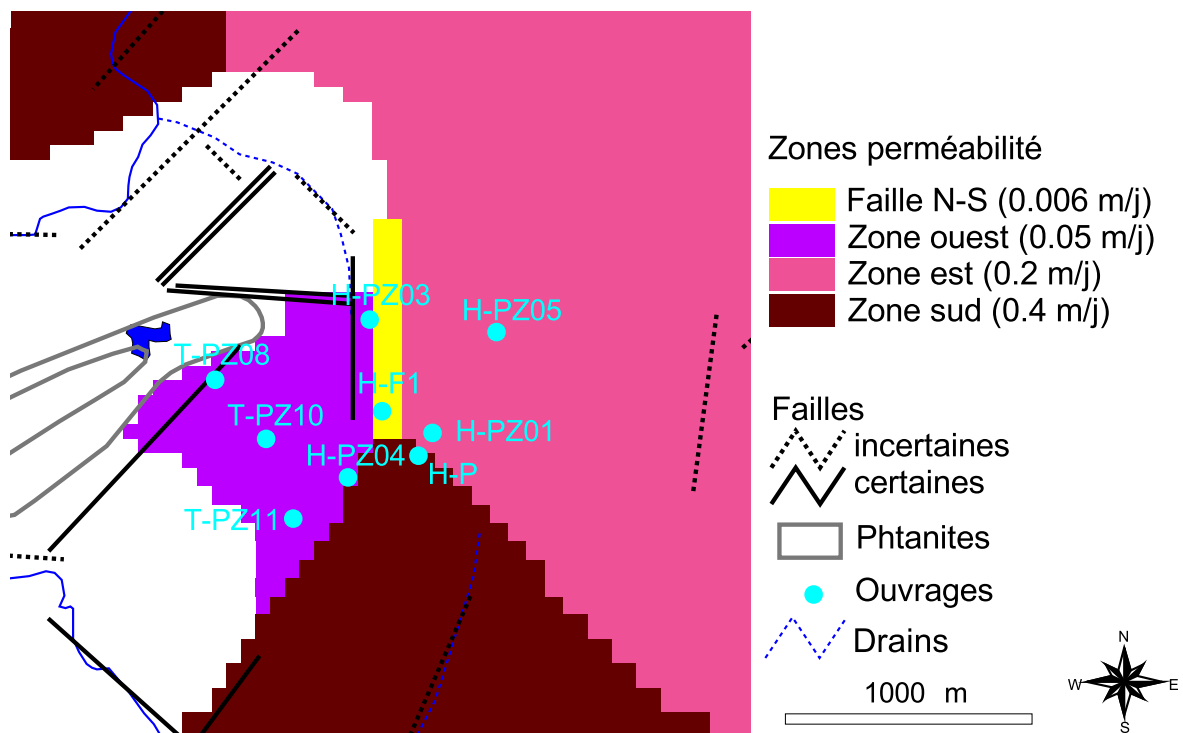 H-PZ03
H-PZ05
T-PZ08
H-F1
T-PZ10
H-PZ01
H-PZ04
H-P
T-PZ11
Zones perméabilité
Faille N-S (0.006 m/j)
Zone ouest (0.05 m/j)
Zone est (0.2 m/j)
Zone sud (0.4 m/j)
Failles
incertaines
certaines
Phtanites
Ouvrages
Drains
1000 m
N
W
E
S